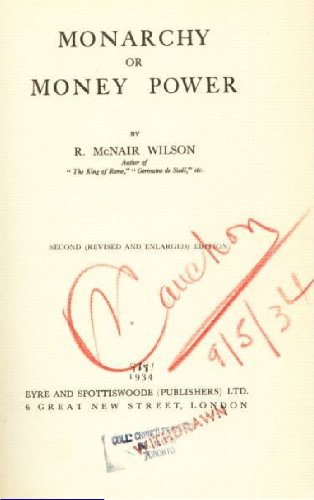 MONARCHY
OR
MONEY POWER
BY
R. McNAIR WILSON
Author of
"The King of Rome," "Germaine de Staël," etc.
SECOND (REVISED AND ENLARGED) EDITION
9/5/34
1934
EYRE AND SPOTTISWOODE (PUBLISHERS) LTD.
6 GREAT NEW STREET, LONDON
WITHDRAWN
TORONTO